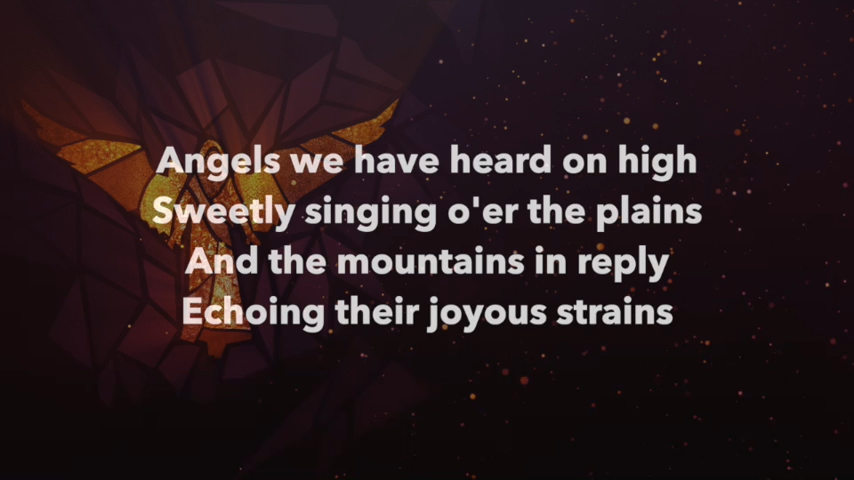 Angels we have heard on high
Sweetly singing o'er the plains
And the mountains in reply
Echoing their joyous strains